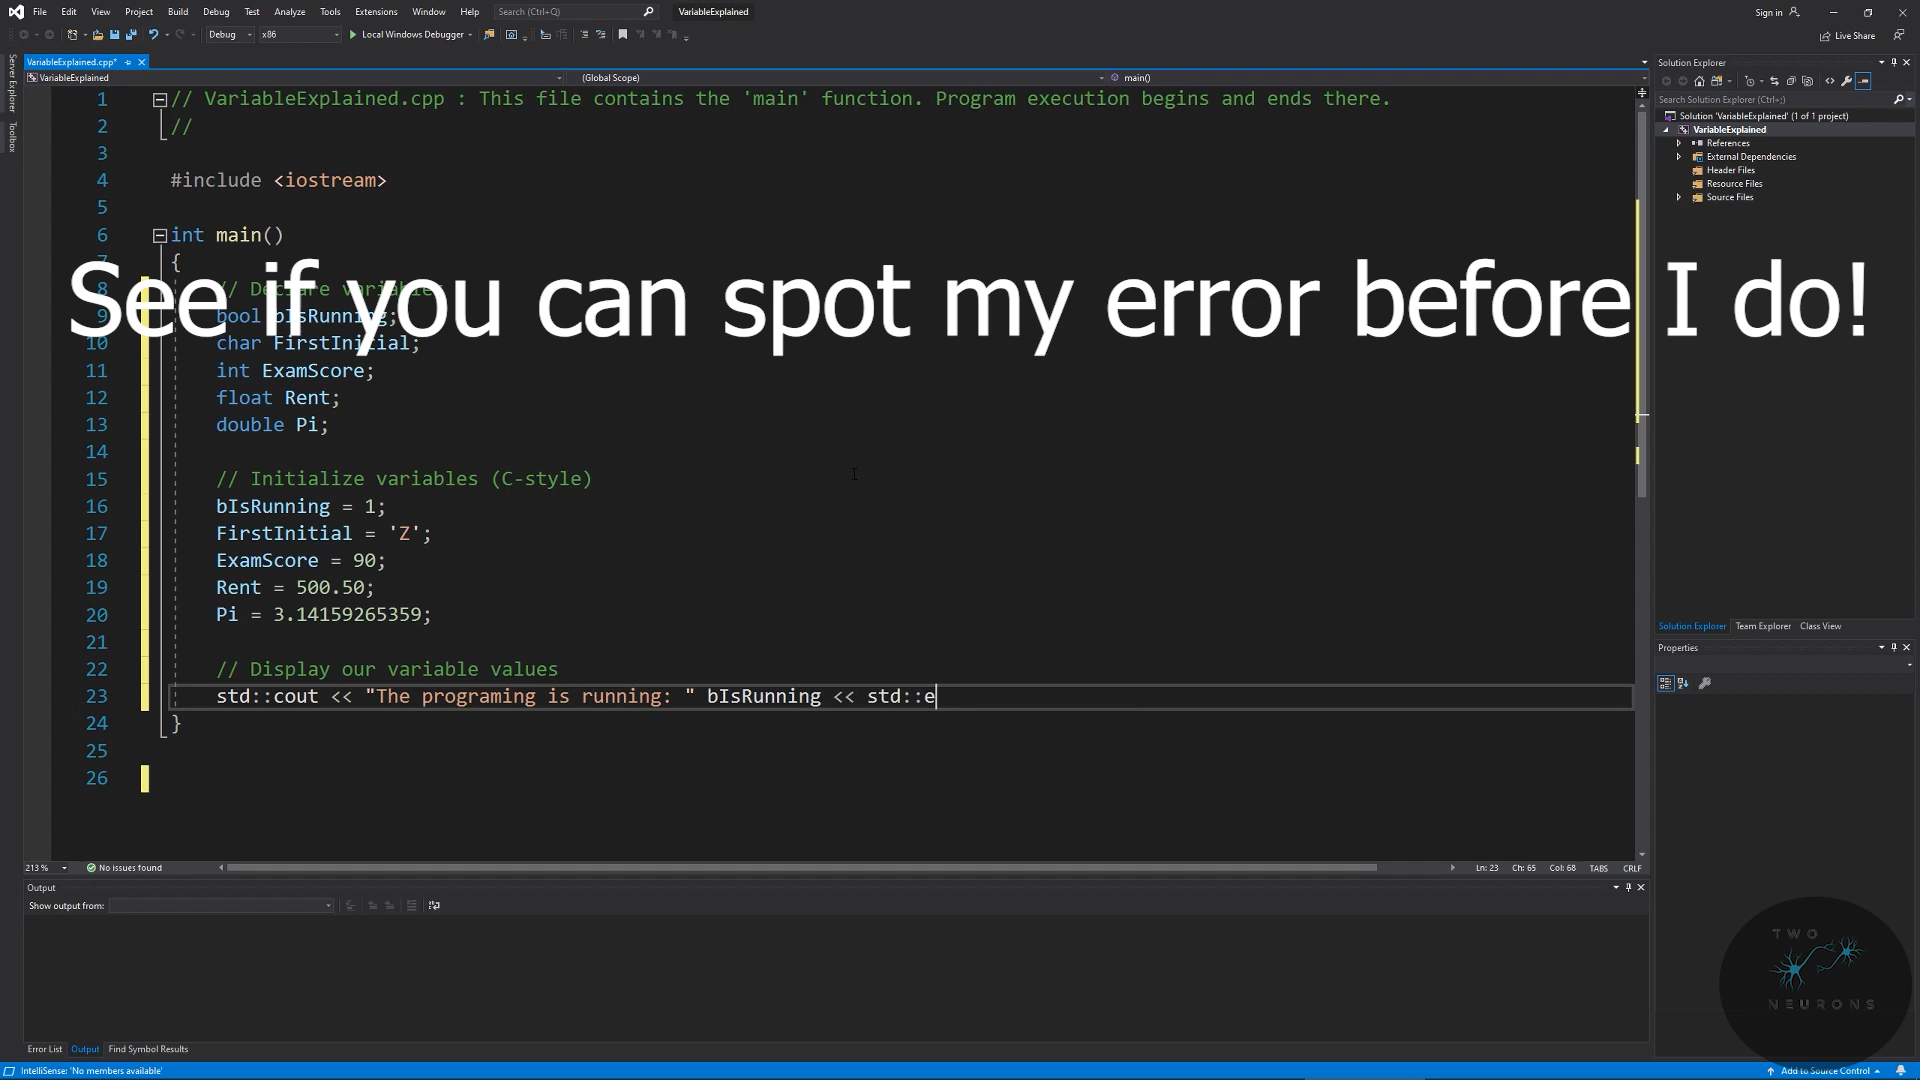 File Edit View Project Build Debug Test Analyze Tools Extensions Window Help Search (Ctrl+Q) VariableExplained Sign in
Debug x86 Local Windows Debugger Live Share
Server Explorer
Toolbox
VariableExplained.cpp*
VariableExplained (Global Scope) main()
1 // VariableExplained.cpp : This file contains the 'main' function. Program execution begins and ends there.
2 //
3
4 #include <iostream>
5
6 int main()
7 {
See if you can spot my error before I do!
8 // Declare variables
9 bool bIsRunning;
10 char FirstInitial;
11 int ExamScore;
12 float Rent;
13 double Pi;
14
15 // Initialize variables (C-style)
16 bIsRunning = 1;
17 FirstInitial = 'Z';
18 ExamScore = 90;
19 Rent = 500.50;
20 Pi = 3.14159265359;
21
22 // Display our variable values
23 std::cout << "The programing is running: " bIsRunning << std::e
24 }
25
26
213 % No issues found Ln: 23 Ch: 65 Col: 68 TABS CRLF
Output
Show output from:
Error List Output Find Symbol Results
IntelliSense: 'No members available' Add to Source Control
Solution Explorer
Search Solution Explorer (Ctrl+;)
Solution 'VariableExplained' (1 of 1 project)
VariableExplained
References
External Dependencies
Header Files
Resource Files
Source Files
Solution Explorer Team Explorer Class View
Properties
TWO
NEURONS